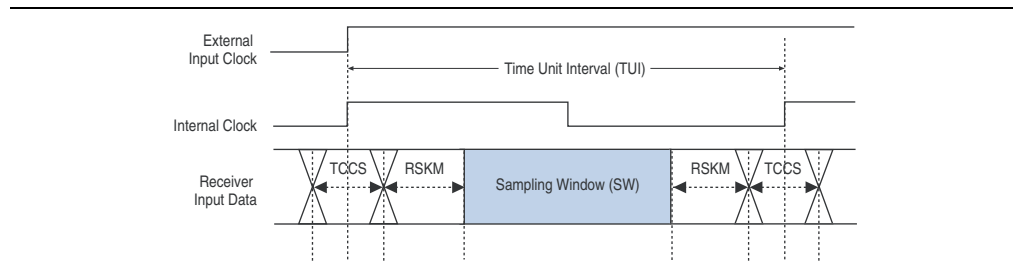 External
Input Clock
Time Unit Interval (TUI)
Internal Clock
Receiver
Input Data
TCCS
RSKM
Sampling Window (SW)
RSKM
TCCS